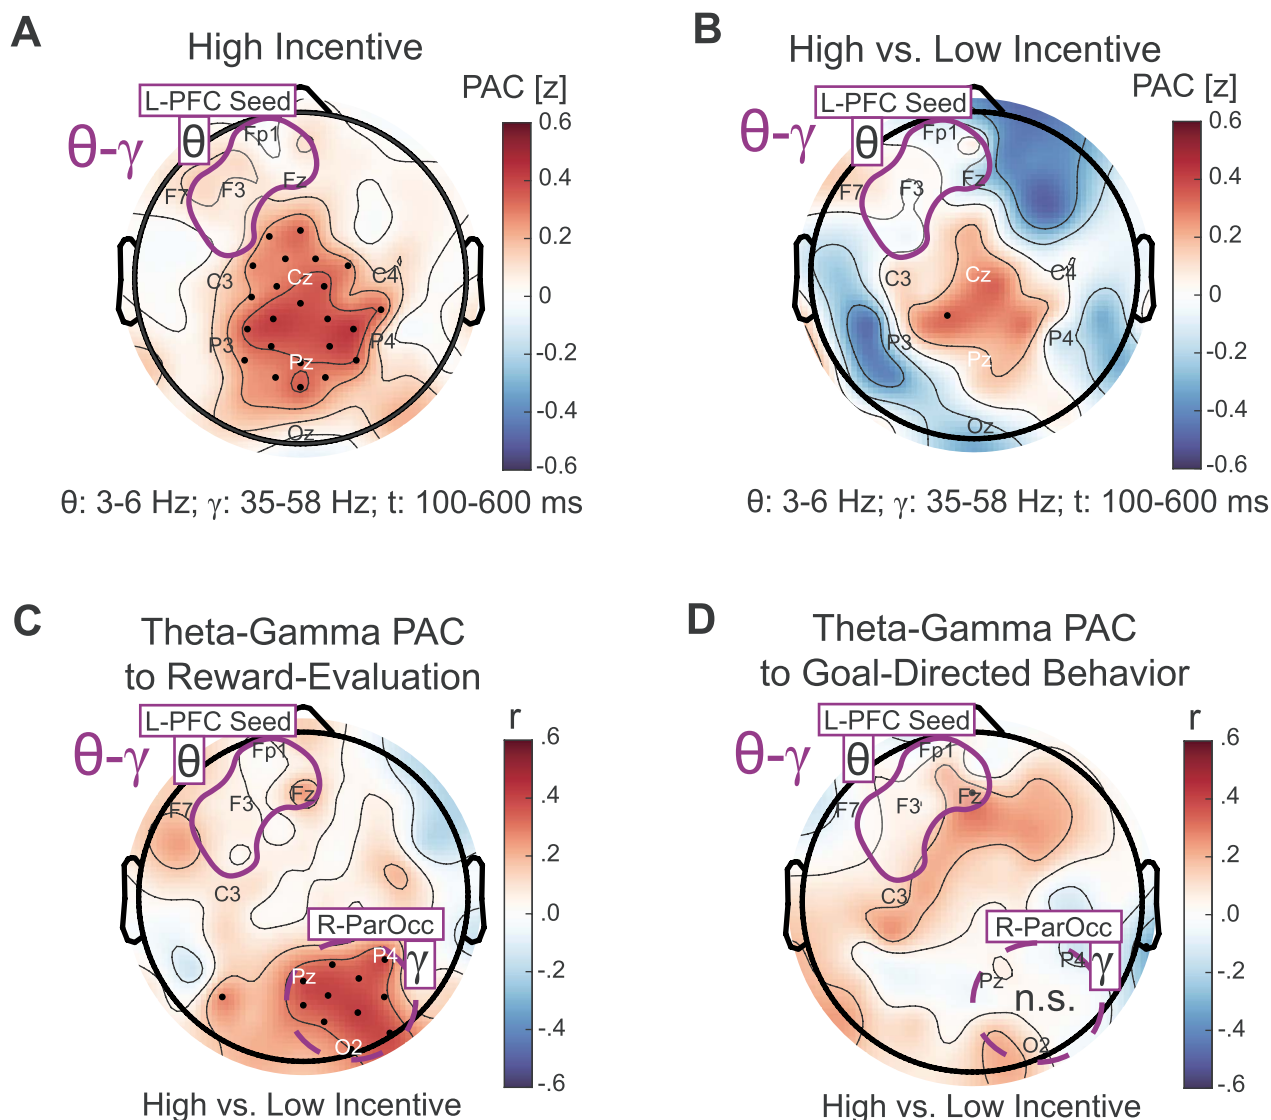 A
High Incentive
L-PFC Seed
PAC [z]
θ-γ
θ
Fp1
F7
F3
Fz
C3
Cz
C4
P3
Pz
P4
Oz
0.6
0.4
0.2
0
-0.2
-0.4
-0.6
θ: 3-6 Hz; γ: 35-58 Hz; t: 100-600 ms
B
High vs. Low Incentive
L-PFC Seed
PAC [z]
θ-γ
θ
Fp1
F7
F3
Fz
C3
Cz
C4
P3
Pz
P4
Oz
0.6
0.4
0.2
0
-0.2
-0.4
-0.6
θ: 3-6 Hz; γ: 35-58 Hz; t: 100-600 ms
C
Theta-Gamma PAC
to Reward-Evaluation
L-PFC Seed
r
θ-γ
θ
Fp1
F7
F3
Fz
C3
R-ParOcc
γ
Pz
P4
O2
.6
.4
.2
.0
-.2
-.4
-.6
High vs. Low Incentive
D
Theta-Gamma PAC
to Goal-Directed Behavior
L-PFC Seed
r
θ-γ
θ
Fp1
F7
F3
Fz
C3
R-ParOcc
γ
Pz
P4
n.s.
O2
.6
.4
.2
.0
-.2
-.4
-.6
High vs. Low Incentive